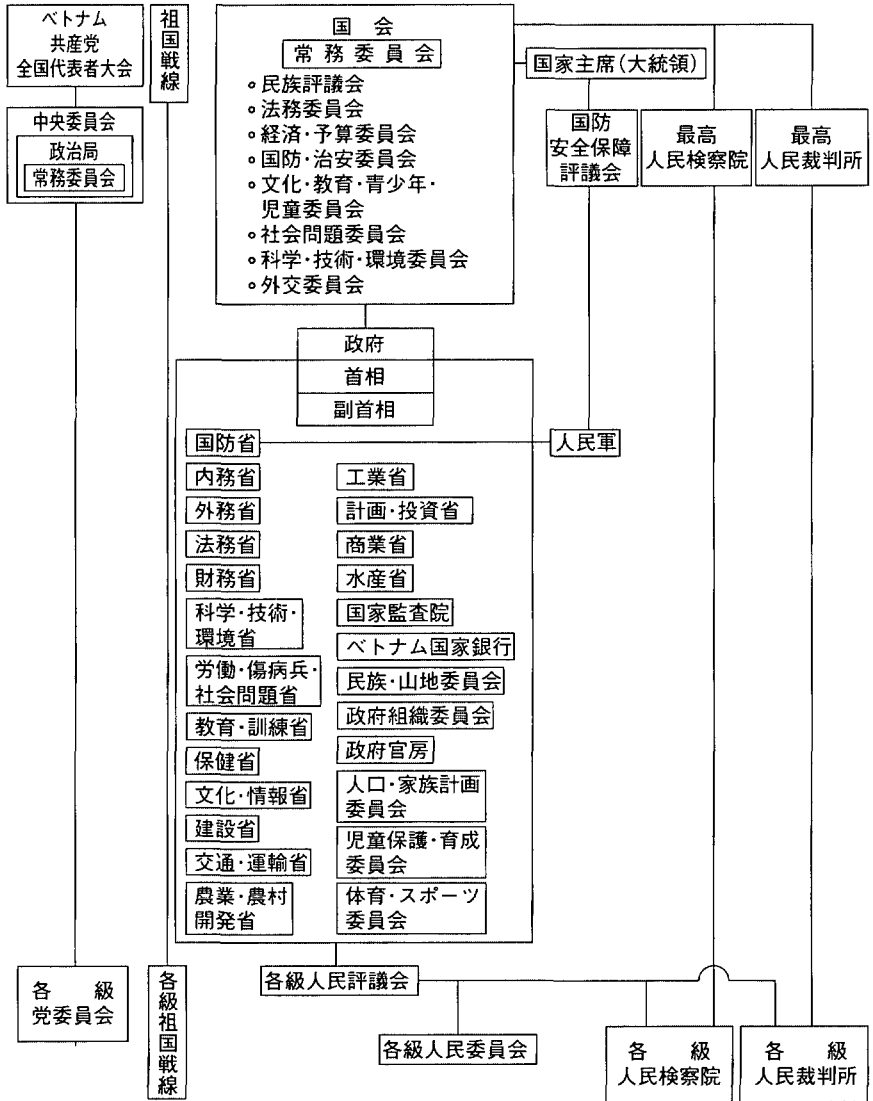 ベトナム
共産党
全国代表者大会
中央委員会
政治局
常務委員会
祖国戦線
国会
常務委員会
民族評議会
法務委員会
経済・予算委員会
国防・治安委員会
文化・教育・青少年・
児童委員会
社会問題委員会
科学・技術・環境委員会
外交委員会
国家主席(大統領)
国防
安全保障
評議会
最高
人民検察院
最高
人民裁判所
政府
首相
副首相
国防省
人民軍
内務省
外務省
法務省
財務省
科学・技術・
環境省
労働・傷病兵・
社会問題省
教育・訓練省
保健省
文化・情報省
建設省
交通・運輸省
農業・農村
開発省
工業省
計画・投資省
商業省
水産省
国家監査院
ベトナム国家銀行
民族・山地委員会
政府組織委員会
政府官房
人口・家族計画
委員会
児童保護・育成
委員会
体育・スポーツ
委員会
各級
党委員会
各級祖国戦線
各級人民評議会
各級人民委員会
各級
人民検察院
各級
人民裁判所